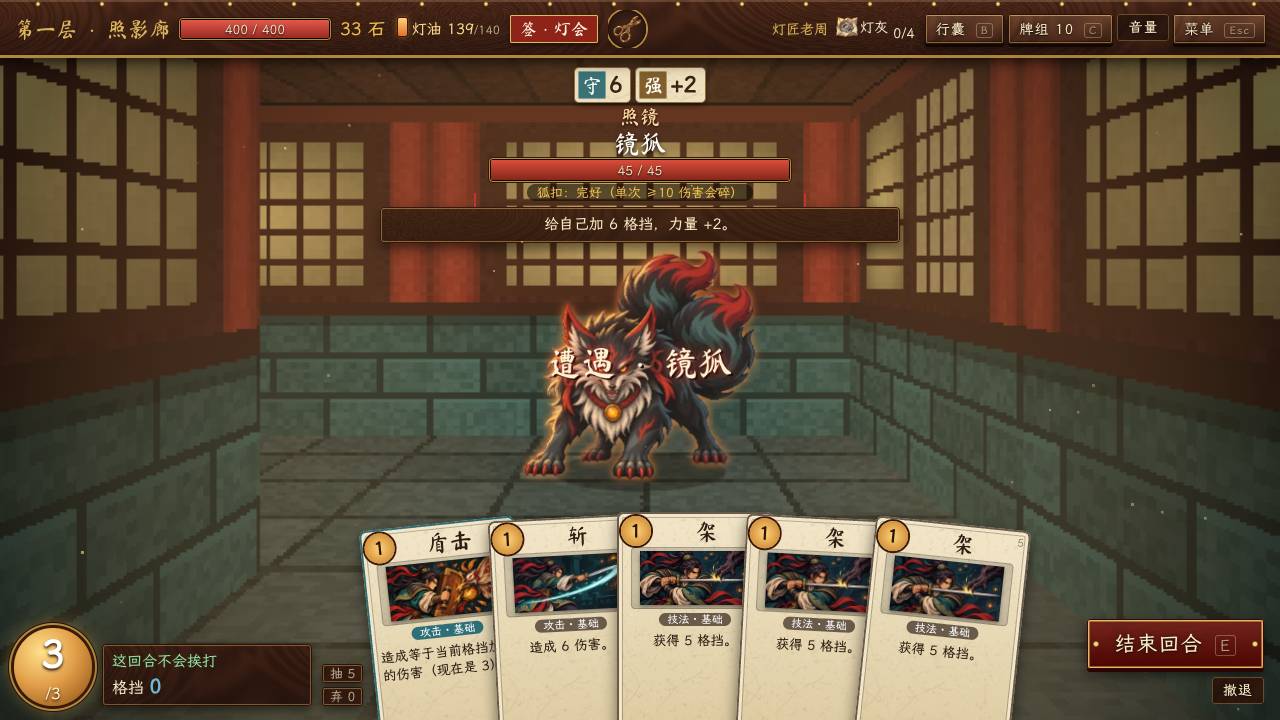 第一层 · 照影廊
400 / 400
33 石
灯油 139/140
签 · 灯会
灯匠老周
灯灰 0/4
行囊 B
牌组 10 C
音量
菜单 Esc
守 6
强 +2
照镜
镜狐
45 / 45
狐扣：完好（单次 ≥10 伤害会碎）
给自己加 6 格挡，力量 +2。
遭遇 · 镜狐
1 盾击
攻击·基础
造成等于当前格挡
的伤害（现在是 3）
1 斩
攻击·基础
造成 6 伤害。
1 架
技法·基础
获得 5 格挡。
1 架
技法·基础
获得 5 格挡。
1 架 5
技法·基础
获得 5 格挡。
3
/3
这回合不会挨打
格挡 0
抽 5
弃 0
结束回合 E
撤退